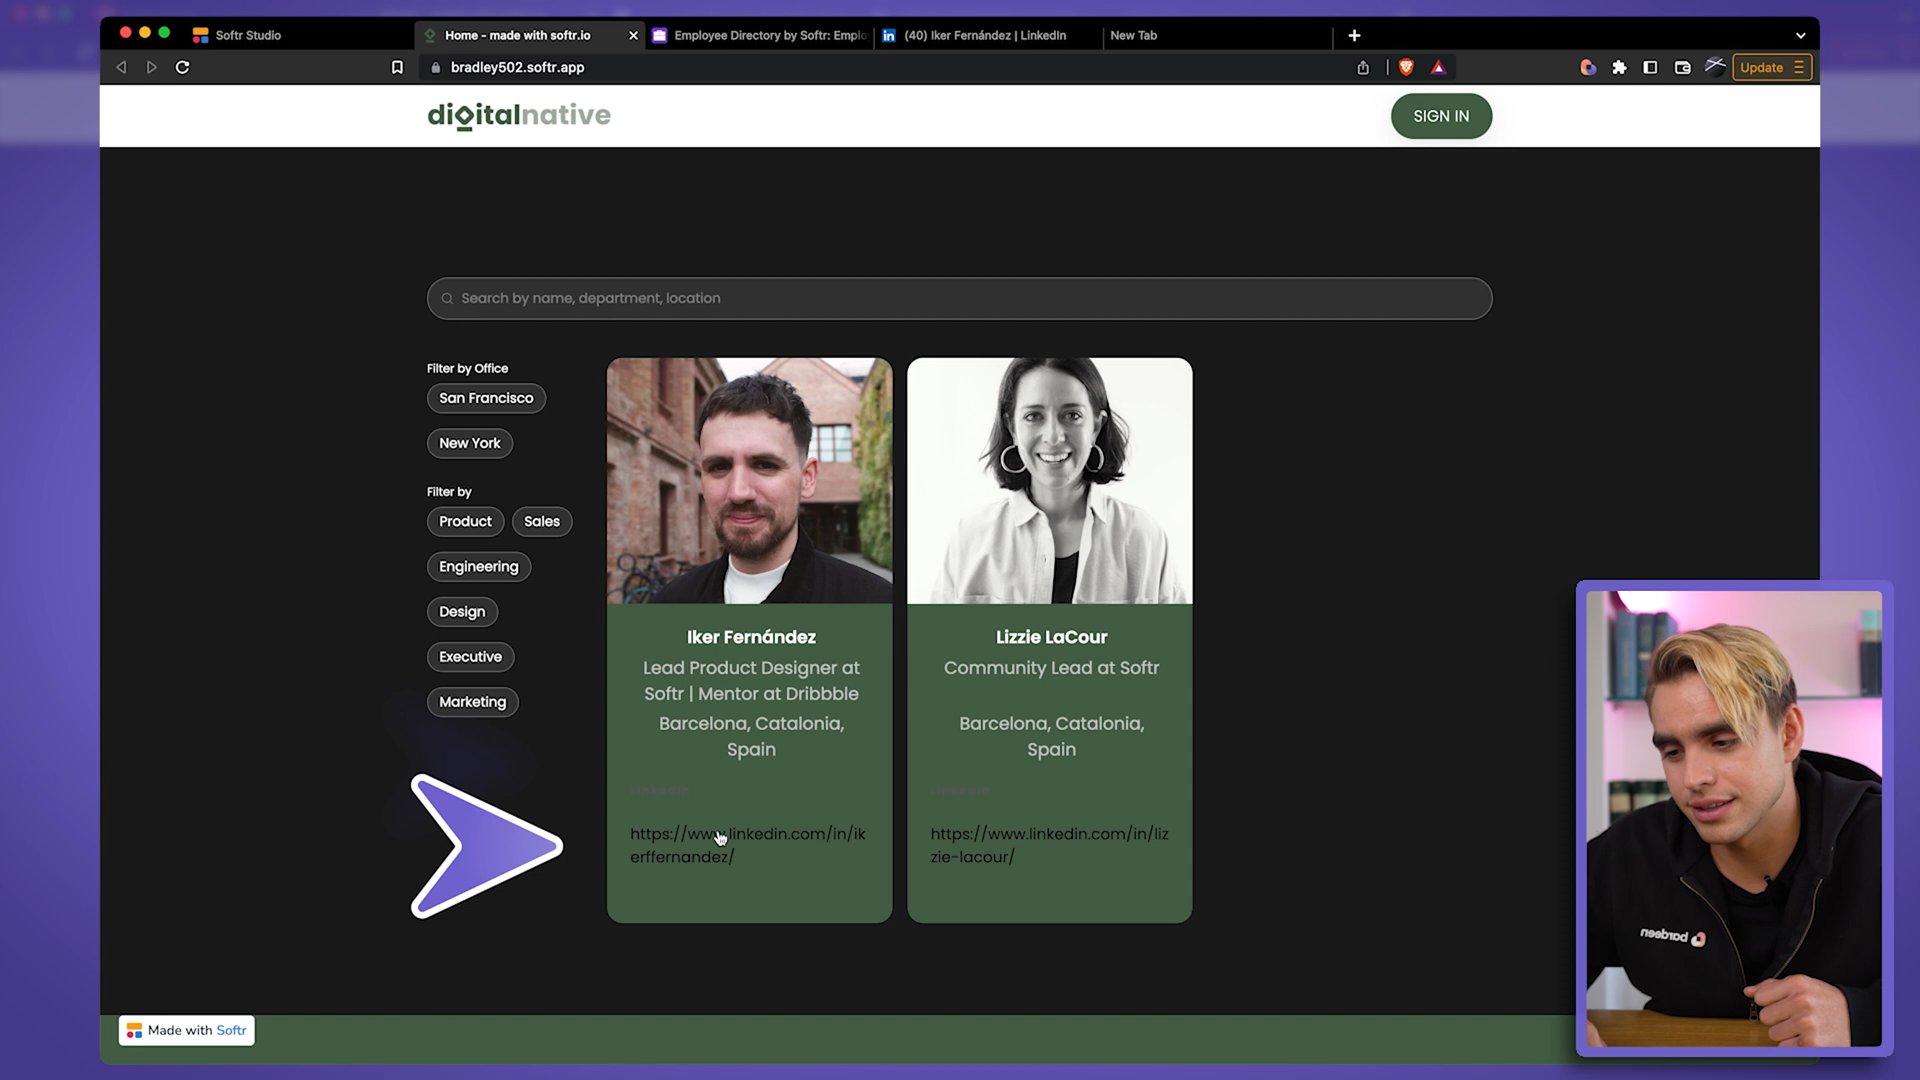 Softr Studio
Home - made with softr.io
Employee Directory by Softr: Emplo
(40) Iker Fernández | LinkedIn
New Tab
bradley502.softr.app
Update
digitalnative
SIGN IN
Search by name, department, location
Filter by Office
San Francisco
New York
Filter by
Product
Sales
Engineering
Design
Executive
Marketing
Iker Fernández
Lead Product Designer at
Softr | Mentor at Dribbble
Barcelona, Catalonia,
Spain
https://www.linkedin.com/in/ik
erffernandez/
Lizzie LaCour
Community Lead at Softr
Barcelona, Catalonia,
Spain
https://www.linkedin.com/in/liz
zie-lacour/
bardeen
Made with Softr